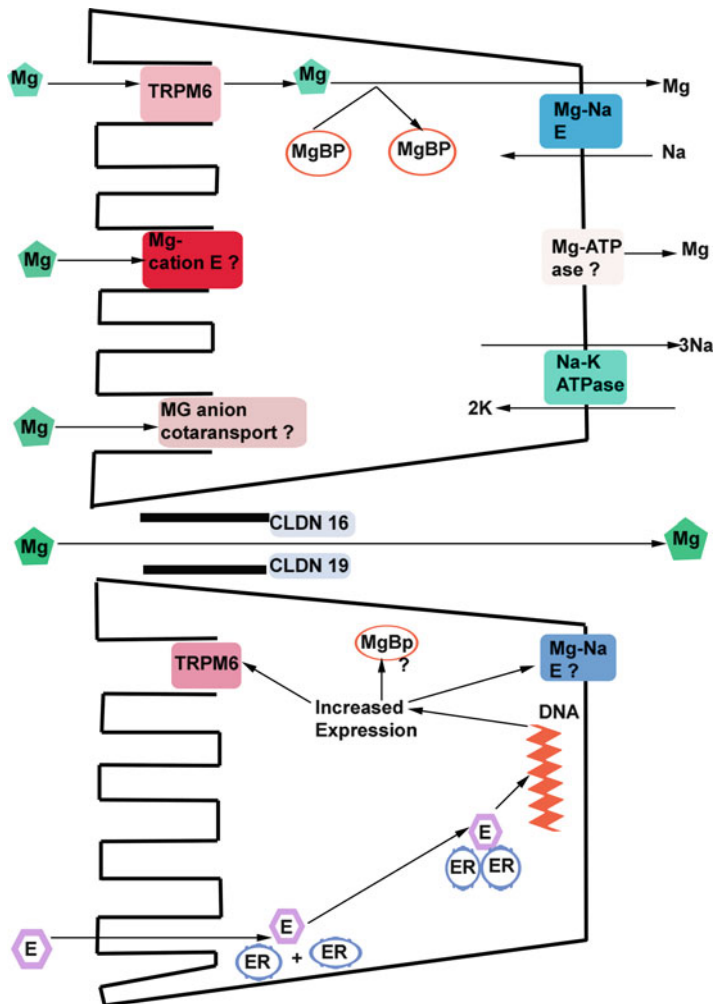 Mg
TRPM6
Mg
Mg
MgBP
MgBP
Mg-Na
E
Na
Mg
Mg-
cation E ?
Mg-ATP
ase ?
Mg
3Na
Na-K
ATPase
2K
Mg
MG anion
cotaransport ?
CLDN 16
Mg
Mg
CLDN 19
TRPM6
MgBp
?
Mg-Na
E ?
Increased
Expression
DNA
E
ER
ER
E
E
ER
+
ER